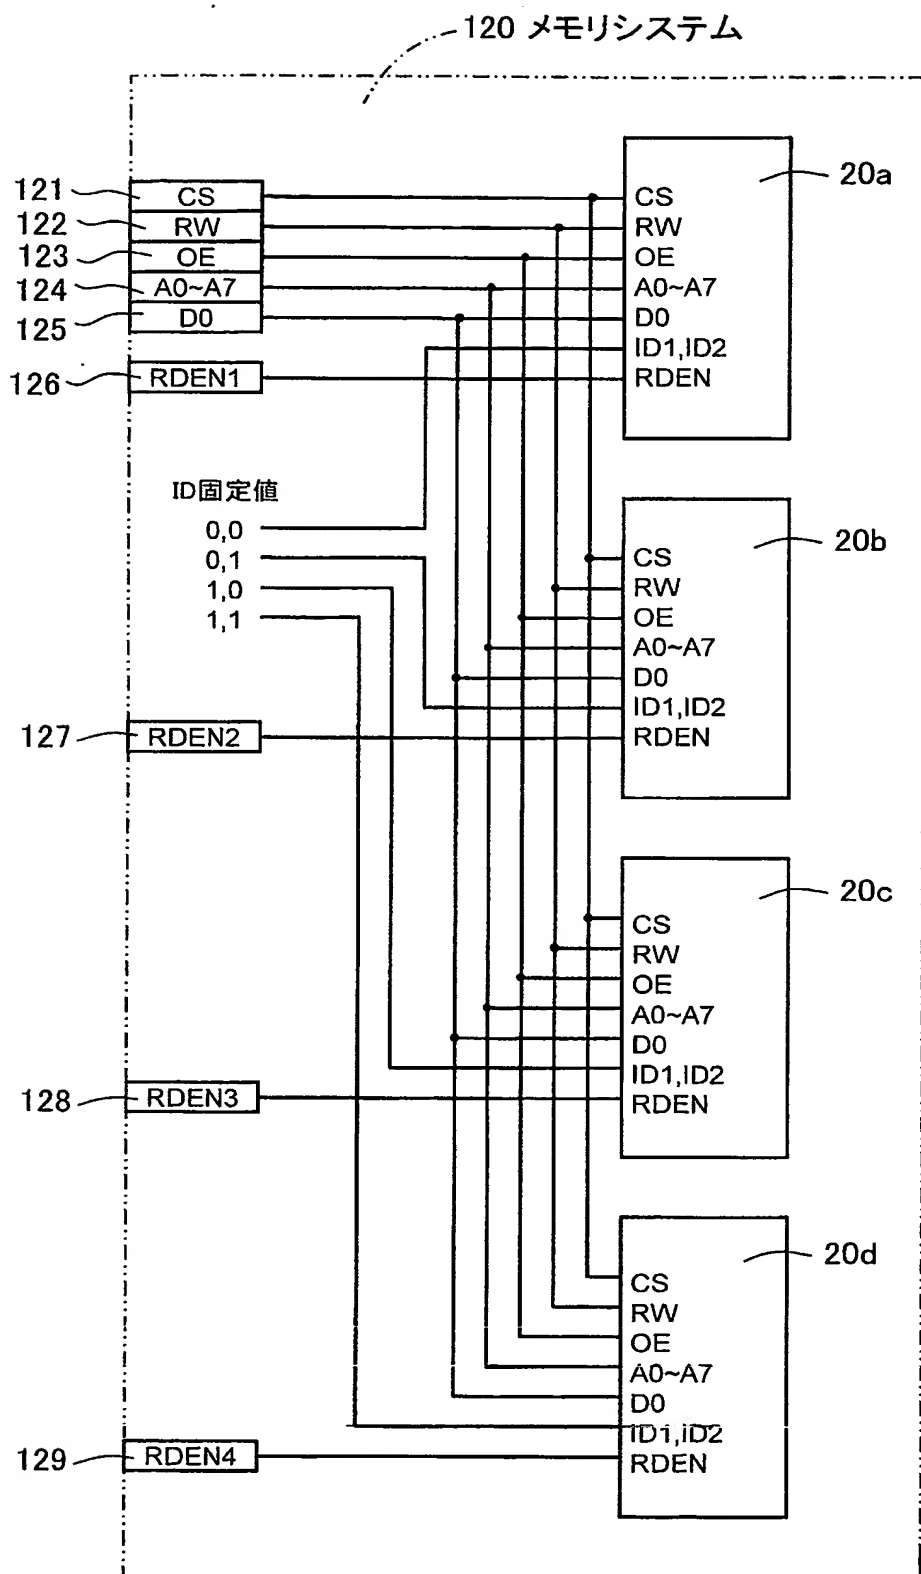 120 メモリシステム
121
CS
122
RW
123
OE
124
A0~A7
125
D0
126
RDEN1
20a
CS
RW
OE
A0~A7
D0
ID1,ID2
RDEN
ID固定値
0,0
0,1
1,0
1,1
20b
CS
RW
OE
A0~A7
D0
ID1,ID2
RDEN
127
RDEN2
20c
CS
RW
OE
A0~A7
D0
ID1,ID2
RDEN
128
RDEN3
20d
CS
RW
OE
A0~A7
D0
ID1,ID2
RDEN
129
RDEN4